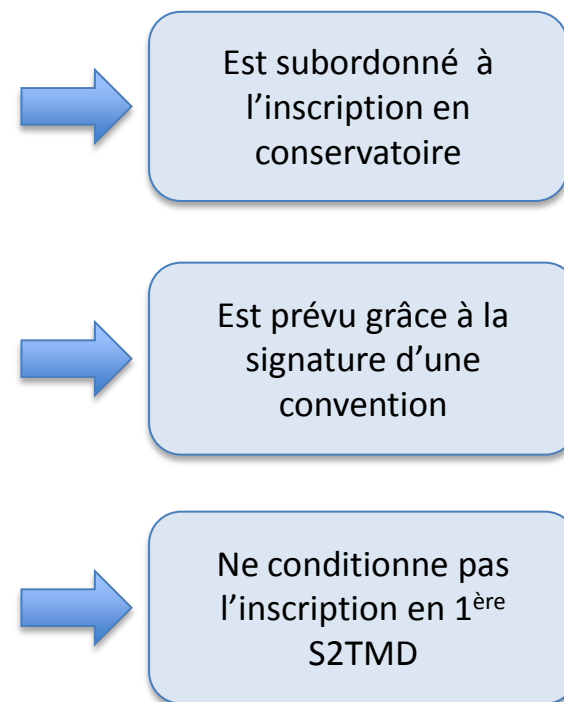 Est subordonné  à
l’inscription en
conservatoire
Est prévu grâce à la
signature d’une
convention
Ne conditionne pas
l’inscription en 1ère
S2TMD